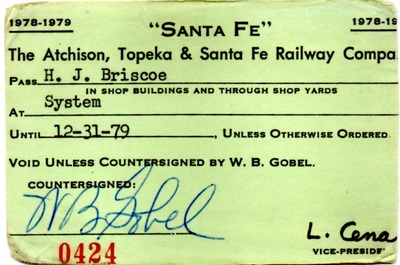 1978-1979 "SANTA FE" 1978-19
The Atchison, Topeka & Santa Fe Railway Compa
PASS H. J. Briscoe
IN SHOP BUILDINGS AND THROUGH SHOP YARDS
AT System
UNTIL 12-31-79, UNLESS OTHERWISE ORDERED
VOID UNLESS COUNTERSIGNED BY W. B. GOBEL.
COUNTERSIGNED:
W B Gobel
L. Cena
VICE-PRESIDE
0424